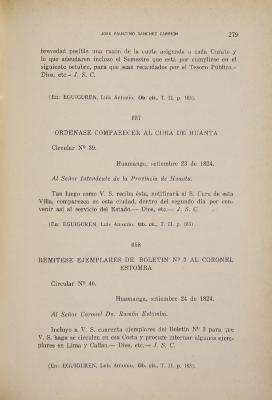 JOSE FAUSTINO SANCHEZ CARRION
279
brevedad posible una razón de la cuota asignada a cada Curato y
lo que adeudaren incluso el Semestre que está por cumplirse en el
siguiente octubre, para que sean recaudados por el Tesoro Público.-
Dios, etc.- J. S. C.
(En: EGUIGUREN, Luis Antonio. Ob. cit., T. II. p. 165).
657
ORDENASE COMPARECER AL CURA DE HUANTA
Circular Nº 39.
Huamanga, setiembre 23 de 1824.
Al Señor Intendente de la Provincia de Huanta.
Tan luego como V. S. reciba ésta, notificará al S. Cura de esta
Villa, comparezca en esta ciudad, dentro del segundo día por con-
venir así al servicio del Estado.— Dios, etc.— J. S. C.
(En: EGUIGUREN, Luis Antonio. Ob. cit., T. II. p. 165).
658
REMITESE EJEMPLARES DE BOLETIN Nº 3 AL CORONEL
ESTOMBA
Circular Nº 40.
Huamanga, setiembre 24 de 1824.
Al Señor Coronel Dn. Ramón Estomba.
Incluyo a V. S. cuarenta ejemplares del Boletín Nº 3 para que
V. S. haga se circulen en esa Costa y procure internar algunos ejem-
plares en Lima y Callao.— Dios, etc.— J. S. C.
(En: EGUIGUREN, Luis Antonio. Ob. cit., T. II. p. 165).